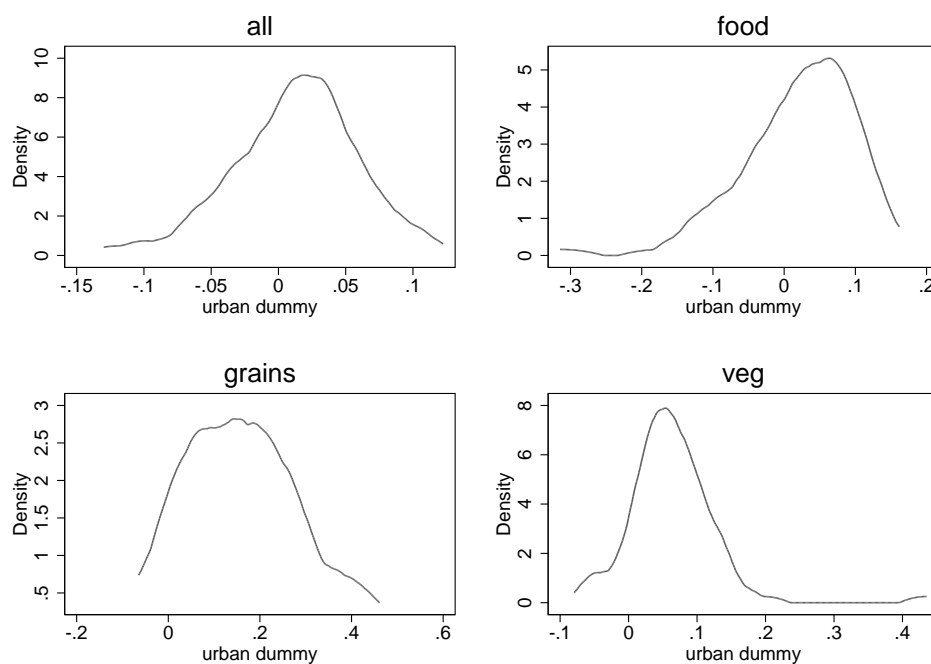 all
Density
0 2 4 6 8 10
-.15 -.1 -.05 0 .05 .1
urban dummy
food
Density
0 1 2 3 4 5
-.3 -.2 -.1 0 .1 .2
urban dummy
grains
Density
.5 1 1.5 2 2.5 3
-.2 0 .2 .4 .6
urban dummy
veg
Density
0 2 4 6 8
-.1 0 .1 .2 .3 .4
urban dummy